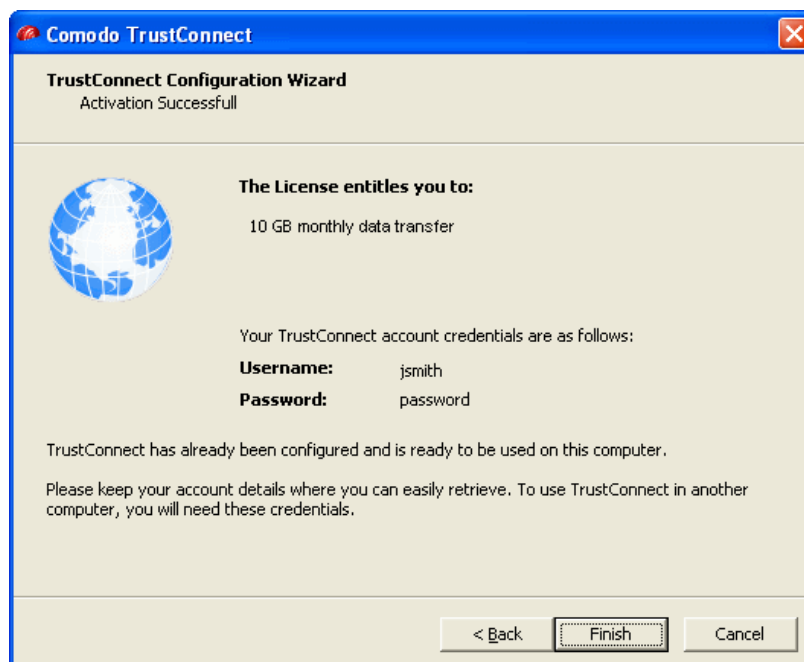 Comodo TrustConnect
TrustConnect Configuration Wizard
Activation Successfull
The License entitles you to:
10 GB monthly data transfer
Your TrustConnect account credentials are as follows:
Username: jsmith
Password: password
TrustConnect has already been configured and is ready to be used on this computer.
Please keep your account details where you can easily retrieve. To use TrustConnect in another
computer, you will need these credentials.
< Back Finish Cancel